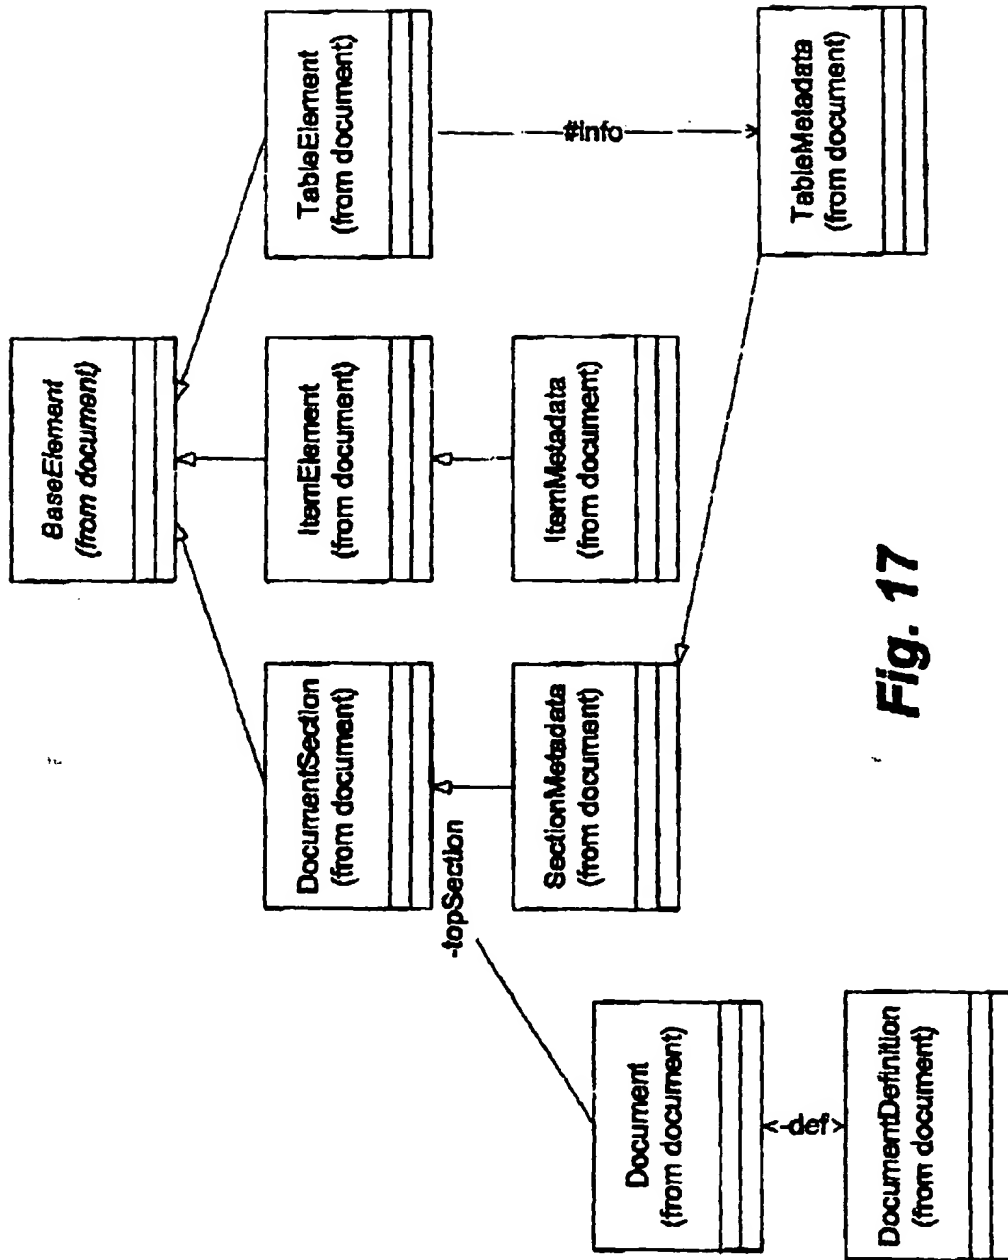 BaseElement
(from document)
DocumentSection
(from document)
ItemElement
(from document)
TableElement
(from document)
-topSection
#info
SectionMetadata
(from document)
ItemMetadata
(from document)
TableMetadata
(from document)
Document
(from document)
-def
DocumentDefinition
(from document)
Fig. 17